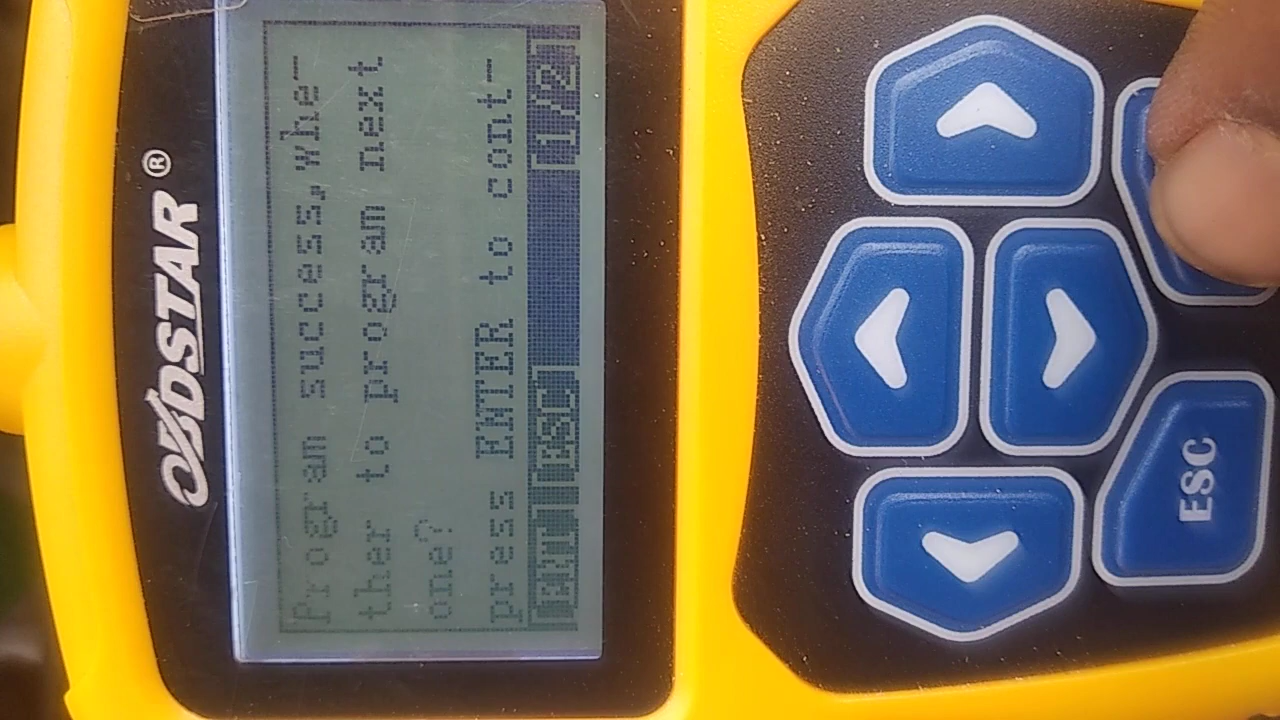 OBDSTAR®
Program success,whe-
ther to program next
one?
press ENTER to cont-
ENT ESC 1/2
ESC